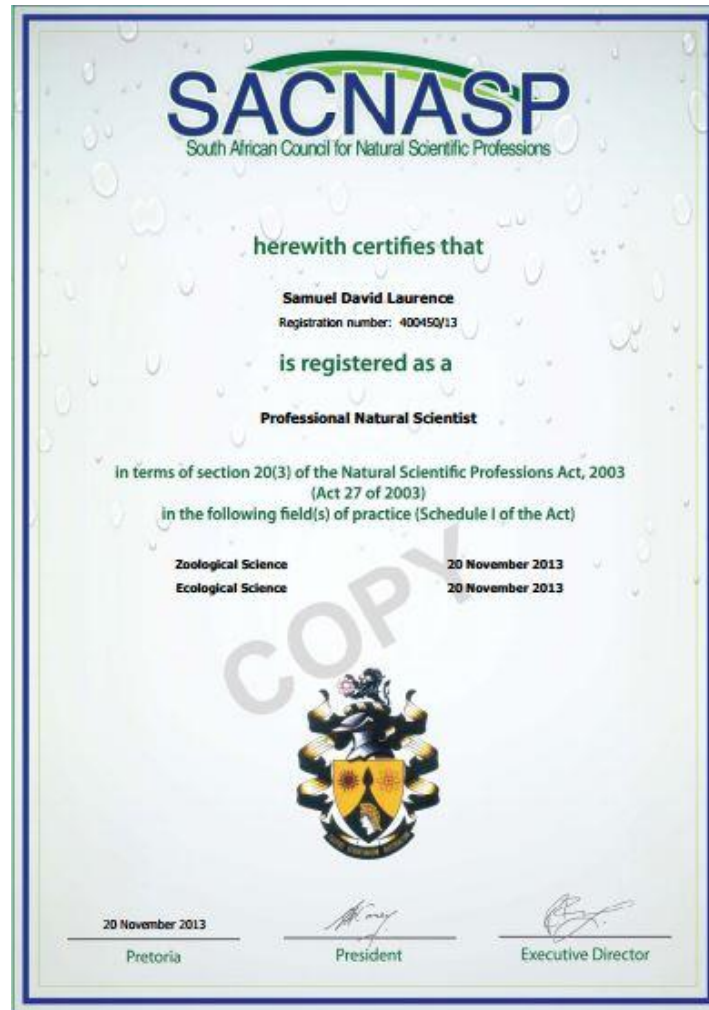 SACNASP
South African Council for Natural Scientific Professions
herewith certifies that
Samuel David Laurence
Registration number: 400450/13
is registered as a
Professional Natural Scientist
in terms of section 20(3) of the Natural Scientific Professions Act, 2003
(Act 27 of 2003)
in the following field(s) of practice (Schedule I of the Act)
Zoological Science 20 November 2013
Ecological Science 20 November 2013
COPY
20 November 2013
Pretoria President Executive Director